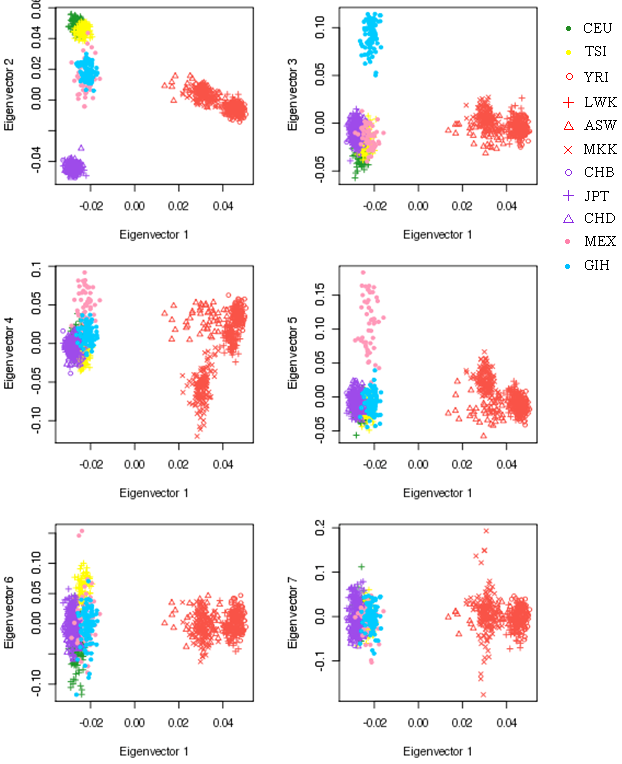 Eigenvector 2
0.06
0.04
0.02
0.00
-0.04
-0.02 0.00 0.02 0.04
Eigenvector 1
Eigenvector 3
0.10
0.05
0.00
-0.05
-0.02 0.00 0.02 0.04
Eigenvector 1
CEU
TSI
YRI
LWK
ASW
MKK
CHB
JPT
CHD
MEX
GIH
Eigenvector 4
0.1
0.05
0.00
-0.05
-0.10
-0.02 0.00 0.02 0.04
Eigenvector 1
Eigenvector 5
0.15
0.10
0.05
0.00
-0.05
-0.02 0.00 0.02 0.04
Eigenvector 1
Eigenvector 6
0.10
0.05
0.00
-0.10
-0.02 0.00 0.02 0.04
Eigenvector 1
Eigenvector 7
0.2
0.1
0.0
-0.1
-0.02 0.00 0.02 0.04
Eigenvector 1